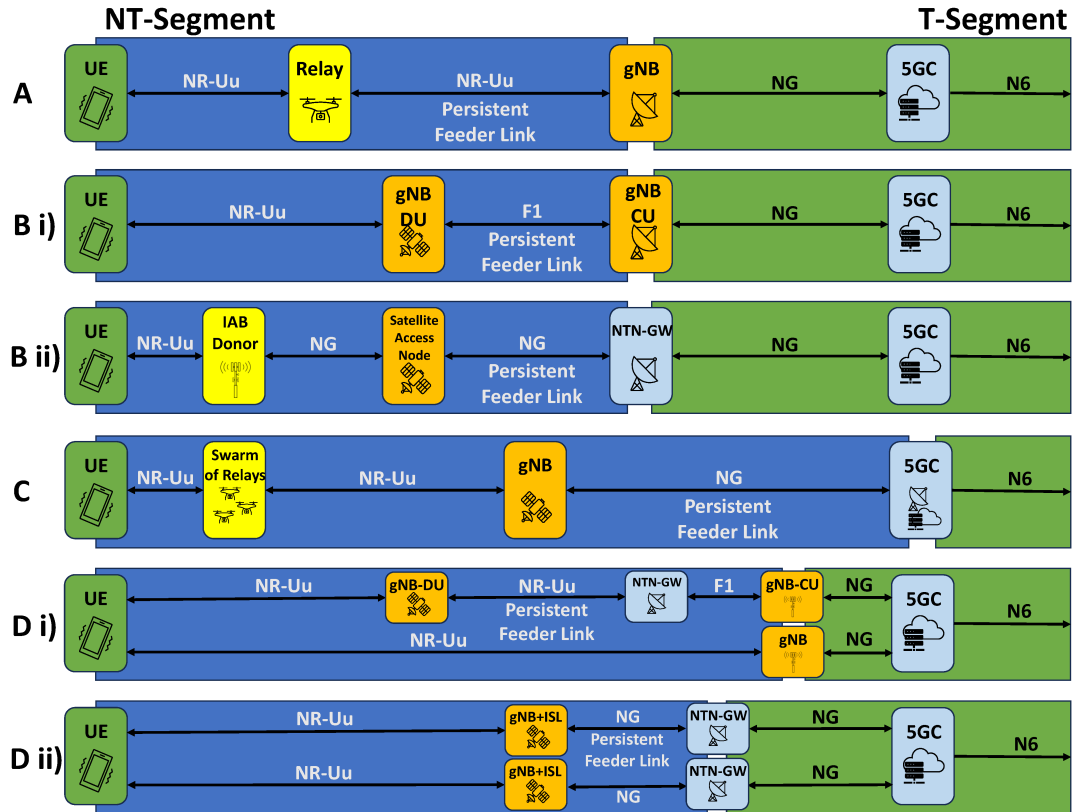 NT-Segment
T-Segment
A
UE
NR-Uu
Relay
NR-Uu
Persistent
Feeder Link
gNB
NG
5GC
N6
B i)
UE
NR-Uu
gNB
DU
F1
Persistent
Feeder Link
gNB
CU
NG
5GC
N6
B ii)
UE
NR-Uu
IAB
Donor
NG
Satellite
Access
Node
NG
Persistent
Feeder Link
NTN-GW
NG
5GC
N6
C
UE
NR-Uu
Swarm
of Relays
NR-Uu
gNB
NG
Persistent
Feeder Link
5GC
N6
D i)
UE
NR-Uu
gNB-DU
NR-Uu
Persistent
Feeder Link
NTN-GW
F1
gNB-CU
NG
NR-Uu
gNB
NG
5GC
N6
D ii)
UE
NR-Uu
gNB+ISL
NG
Persistent
Feeder Link
NTN-GW
NG
NR-Uu
gNB+ISL
NG
NTN-GW
NG
5GC
N6